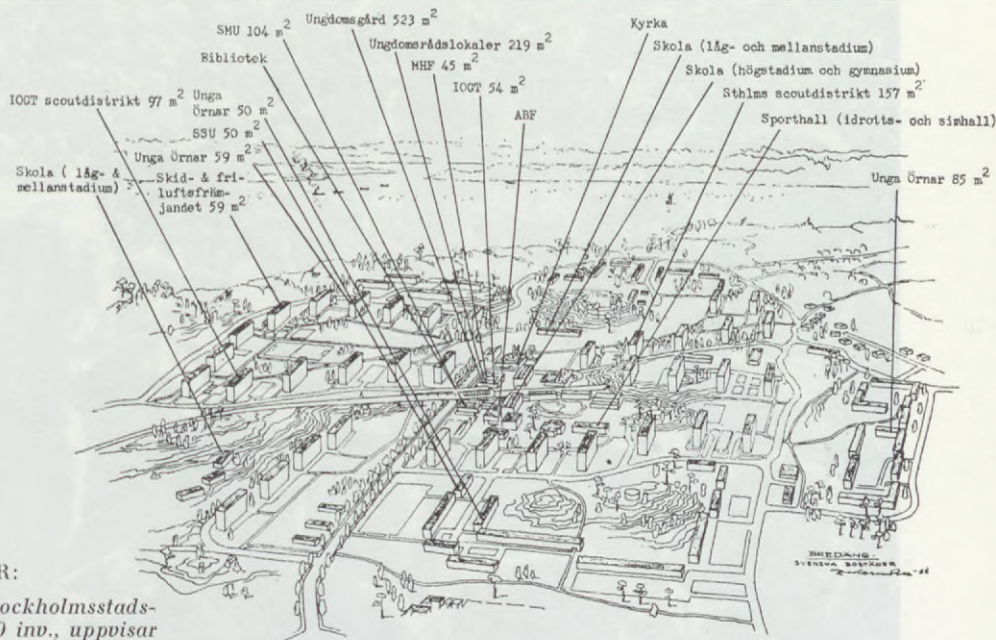 Ungdomsgård 523 m²
SMU 104 m²
Kyrka
Ungdomsrådslokaler 219 m²
Skola (låg- och mellanstadium)
Bibliotek
MHF 45 m²
Skola (högstadium och gymnasium)
IOGT 54 m²
Sthlms scoutdistrikt 157 m²
IOGT scoutdistrikt 97 m²
Unga
Örnar 50 m²
ABF
Sporthall (idrotts- och simhall)
SSU 50 m²
Unga Örnar 59 m²
Skola ( låg- &
mellanstadium)
Skid- & fri-
luftsfräm-
jandet 59 m²
Unga Örnar 85 m²
BREDÄNG.
SVENSKA BOSTÄDER
R:
ockholmsstads-
0 inv., uppvisar